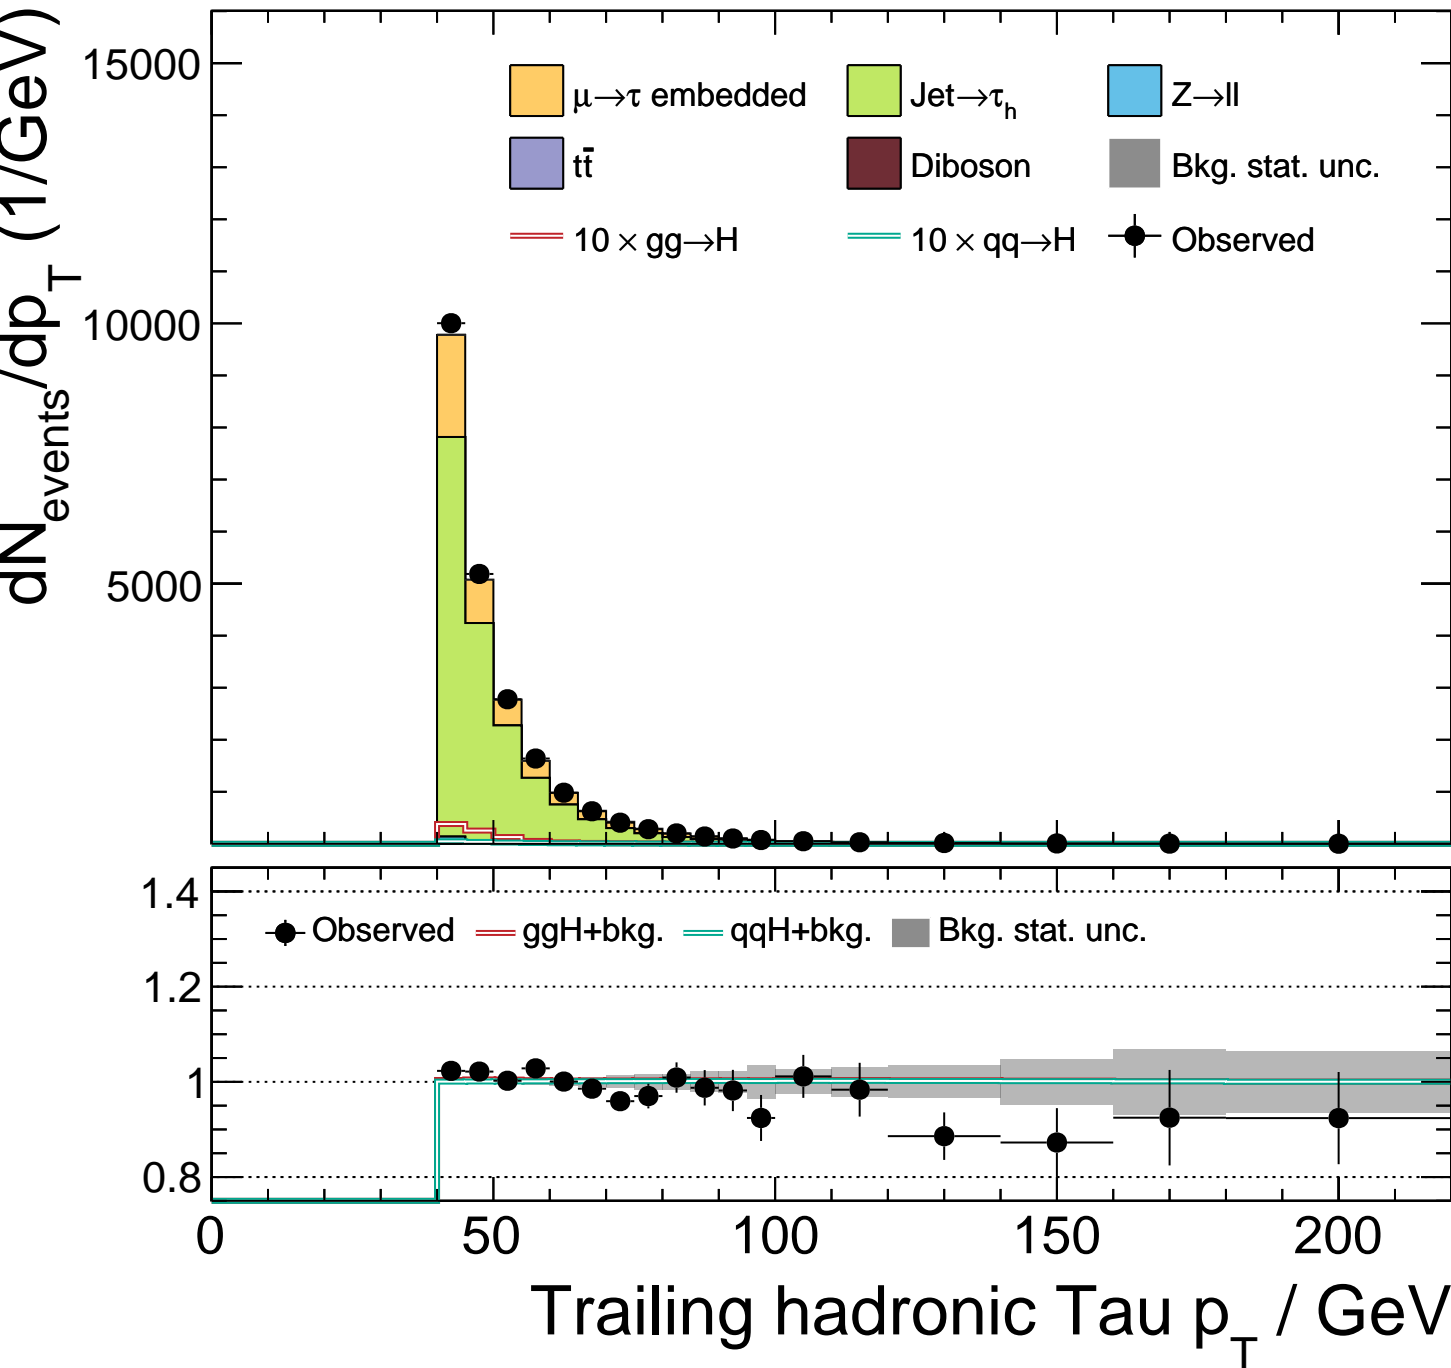 dN_events/dp_T (1/GeV)
15000
10000
5000
μ→τ embedded
Jet→τ_h
Z→ll
tt̄
Diboson
Bkg. stat. unc.
10 × gg→H
10 × qq→H
Observed
1.4
1.2
1
0.8
Observed
ggH+bkg.
qqH+bkg.
Bkg. stat. unc.
0 50 100 150 200
Trailing hadronic Tau p_T / GeV